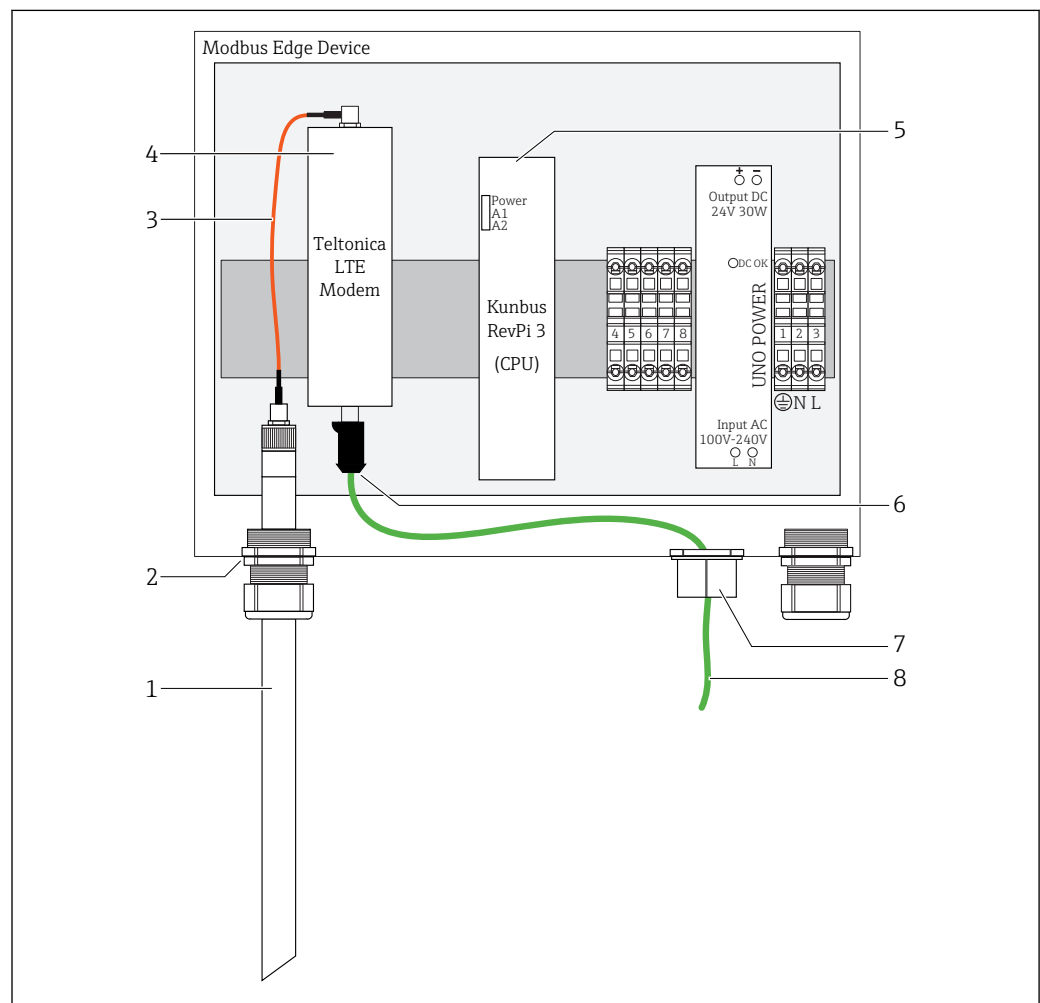 Modbus Edge Device
4
5
3
Power
A1
A2
+ −
Output DC
24V 30W
Teltonica
LTE
Modem
DC OK
Kunbus
RevPi 3
(CPU)
UNO POWER
4 5 6 7 8
1 2 3
N L
Input AC
100V-240V
L N
6
2
7
1
8